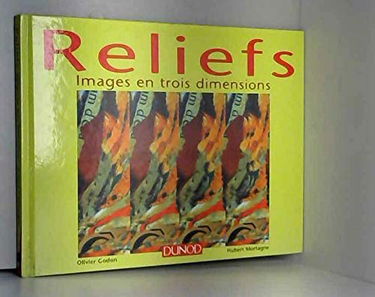 Reliefs
Images en trois dimensions
Olivier Godon
DUNOD
Hubert Mortagne